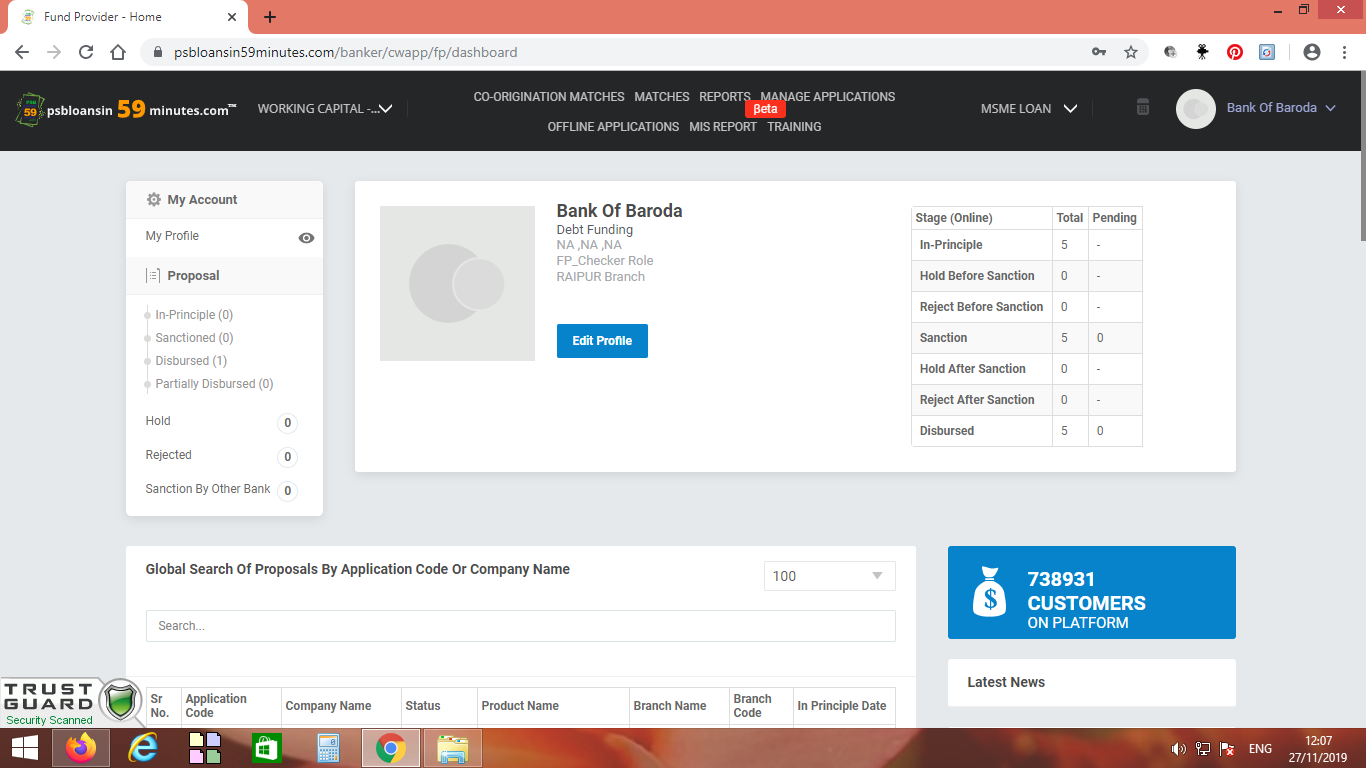 Fund Provider - Home
psbloansin59minutes.com/banker/cwapp/fp/dashboard
PSB
59
psbloansin 59 minutes.com™
WORKING CAPITAL -...
CO-ORIGINATION MATCHES MATCHES REPORTS MANAGE APPLICATIONS
βeta
OFFLINE APPLICATIONS MIS REPORT TRAINING
MSME LOAN
Bank Of Baroda
My Account
My Profile
Proposal
In-Principle (0)
Sanctioned (0)
Disbursed (1)
Partially Disbursed (0)
Hold 0
Rejected 0
Sanction By Other Bank 0
Bank Of Baroda
Debt Funding
NA ,NA ,NA
FP_Checker Role
RAIPUR Branch
Edit Profile
Stage (Online) Total Pending
In-Principle 5 -
Hold Before Sanction 0 -
Reject Before Sanction 0 -
Sanction 5 0
Hold After Sanction 0 -
Reject After Sanction 0 -
Disbursed 5 0
Global Search Of Proposals By Application Code Or Company Name
100
Search...
Sr No. Application Code Company Name Status Product Name Branch Name Branch Code In Principle Date
738931
CUSTOMERS
ON PLATFORM
Latest News
TRUST
GUARD
Security Scanned
ENG
12:07
27/11/2019